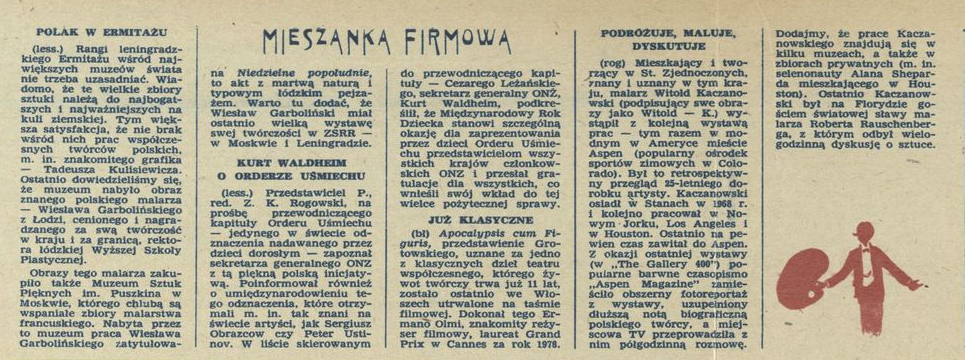 POLAK W ERMITAŻU
(less.) Rangi leningradz-
kiego Ermitażu wśród naj-
większych muzeów świata
nie trzeba uzasadniać. Wia-
domo, że te wielkie zbiory
sztuki należą do najbogat-
szych i najważniejszych na
kuli ziemskiej. Tym więk-
sza satysfakcja, że nie brak
wśród nich prac współcze-
snych twórców polskich,
m. in. znakomitego grafika
— Tadeusza Kulisiewicza.
Ostatnio dowiedzieliśmy się,
że muzeum nabyło obraz
znanego polskiego malarza
— Wiesława Garbolińskiego
z Łodzi, cenionego i nagra-
dzanego za swą twórczość
w kraju i za granicą, rekto-
ra łódzkiej Wyższej Szkoły
Plastycznej.
Obrazy tego malarza zaku-
piło także Muzeum Sztuk
Pięknych im. Puszkina w
Moskwie, którego chlubą są
wspaniałe zbiory malarstwa
francuskiego. Nabyta przez
to muzeum praca Wiesława
Garbolińskiego zatytułowa-
MIESZANKA FIRMOWA
na Niedzielne popołudnie,
to akt z martwą naturą i
typowym łódzkim pejza-
żem. Warto tu dodać, że
Wiesław Garboliński miał
ostatnio wielką wystawę
swej twórczości w ZSRR —
w Moskwie i Leningradzie.
KURT WALDHEIM
O ORDERZE UŚMIECHU
(less.) Przedstawiciel P.,
red. Z. K. Rogowski, na
prośbę przewodniczącego
kapituły Orderu Uśmiechu
— jedynego w świecie od-
znaczenia nadawanego przez
dzieci dorosłym — zapoznał
sekretarza generalnego ONZ
z tą piękną polską inicjaty-
wą. Poinformował również
o umiędzynarodowieniu te-
go odznaczenia, które otrzy-
mali m. in. tak znani na
świecie artyści, jak Sergiusz
Obrazcow czy Peter Usti-
nov. W liście skierowanym
do przewodniczącego kapi-
tuły — Cezarego Leżańskie-
go, sekretarz generalny ONZ,
Kurt Waldheim, podkre-
ślił, że Międzynarodowy Rok
Dziecka stanowi szczególną
okazję dla zaprezentowania
przez dzieci Orderu Uśmie-
chu przedstawicielom wszy-
stkich krajów członkow-
skich ONZ i przesłał gra-
tulacje dla wszystkich, co
wnieśli swój wkład do tej
wielce pożytecznej sprawy.
JUŻ KLASYCZNE
(bł) Apocalypsis cum Fi-
guris, przedstawienie Gro-
towskiego, uznane za jedno
z klasycznych dzieł teatru
współczesnego, którego ży-
wot twórczy trwa już 11 lat,
zostało ostatnio we Wło-
szech utrwalone na taśmie
filmowej. Dokonał tego Er-
manò Olmi, znakomity reży-
ser filmowy, laureat Grand
Prix w Cannes za rok 1978.
PODRÓŻUJE, MALUJE,
DYSKUTUJE
(rog) Mieszkający i two-
rzący w St. Zjednoczonych,
znany i uznany w tym kra-
ju, malarz Witold Kaczano-
wski (podpisujący swe obra-
zy jako Witold — K.) wy-
stąpił z kolejną wystawą
prac — tym razem w mo-
dnym w Ameryce mieście
Aspen (popularny ośrodek
sportów zimowych w Colo-
rado). Był to retrospektyw-
ny przegląd 25-letniego do-
robku artysty. Kaczanowski
osiadł w Stanach w 1968 r.
i kolejno pracował w No-
wym Jorku, Los Angeles i
w Houston. Ostatnio na pe-
wien czas zawitał do Aspen.
Z okazji ostatniej wystawy
(w „The Gallery 400") po-
pularne barwne czasopismo
„Aspen Magazine" zamie-
ściło obszerny fotoreportaż
z wystawy, uzupełniony
dłuższą notą biograficzną
polskiego twórcy, a miej-
scowa TV przeprowadziła z
nim półgodzinną rozmowę.
Dodajmy, że prace Kacza-
nowskiego znajdują się w
kilku muzeach, a także w
zbiorach prywatnych (m. in.
selenonauty Alana Shepar-
da mieszkającego w Hou-
ston). Ostatnio Kaczanow-
ski był na Florydzie go-
ściem światowej sławy ma-
larza Roberta Rauschenber-
ga, z którym odbył wielo-
godzinną dyskusję o sztuce.